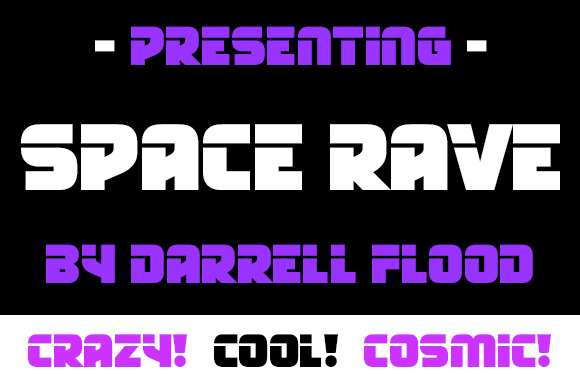 - PRESENTING -
SPACE RAVE
BY DARRELL FLOOD
CRAZY! COOL! COSMIC!